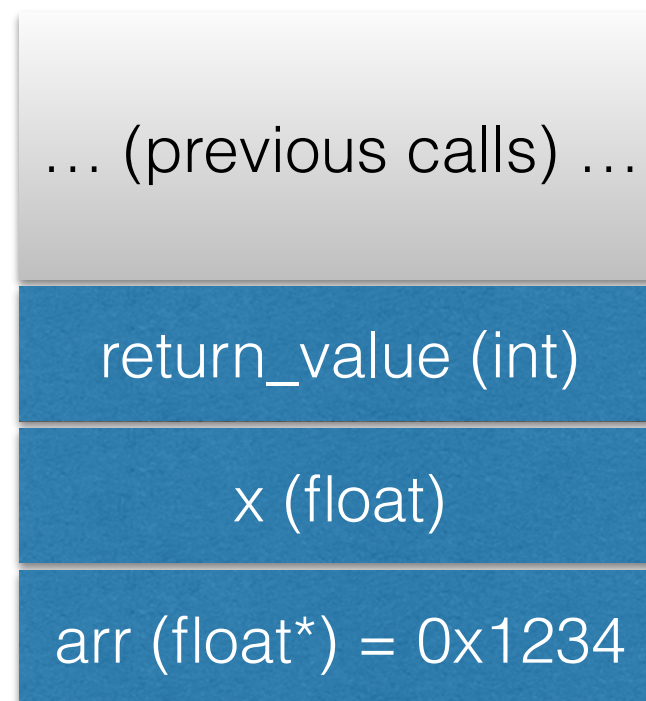 … (previous calls) …
return_value (int)
x (float)
arr (float*) = 0x1234